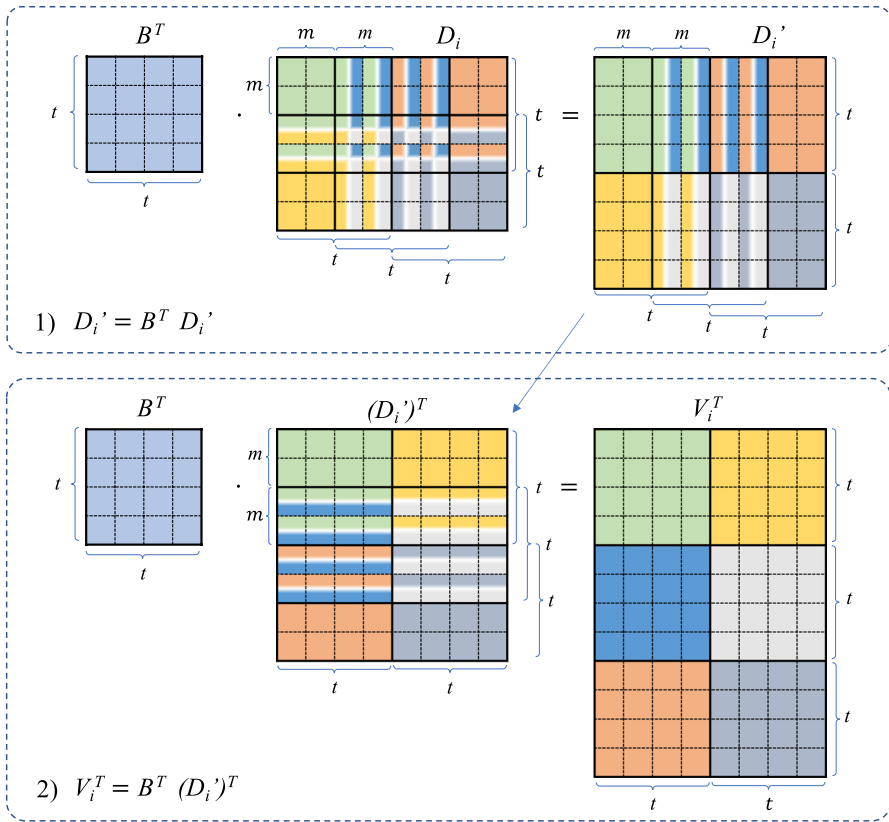 B^T
m m D_i
m m D_i'
t
m
·
t
=
t
t
t
t
t
t
t
t
t
t
1) D_i' = B^T D_i'
B^T
(D_i')^T
V_i^T
t
m
m
·
t
=
t
t
t
t
t
t
t
t
t
t
2) V_i^T = B^T (D_i')^T